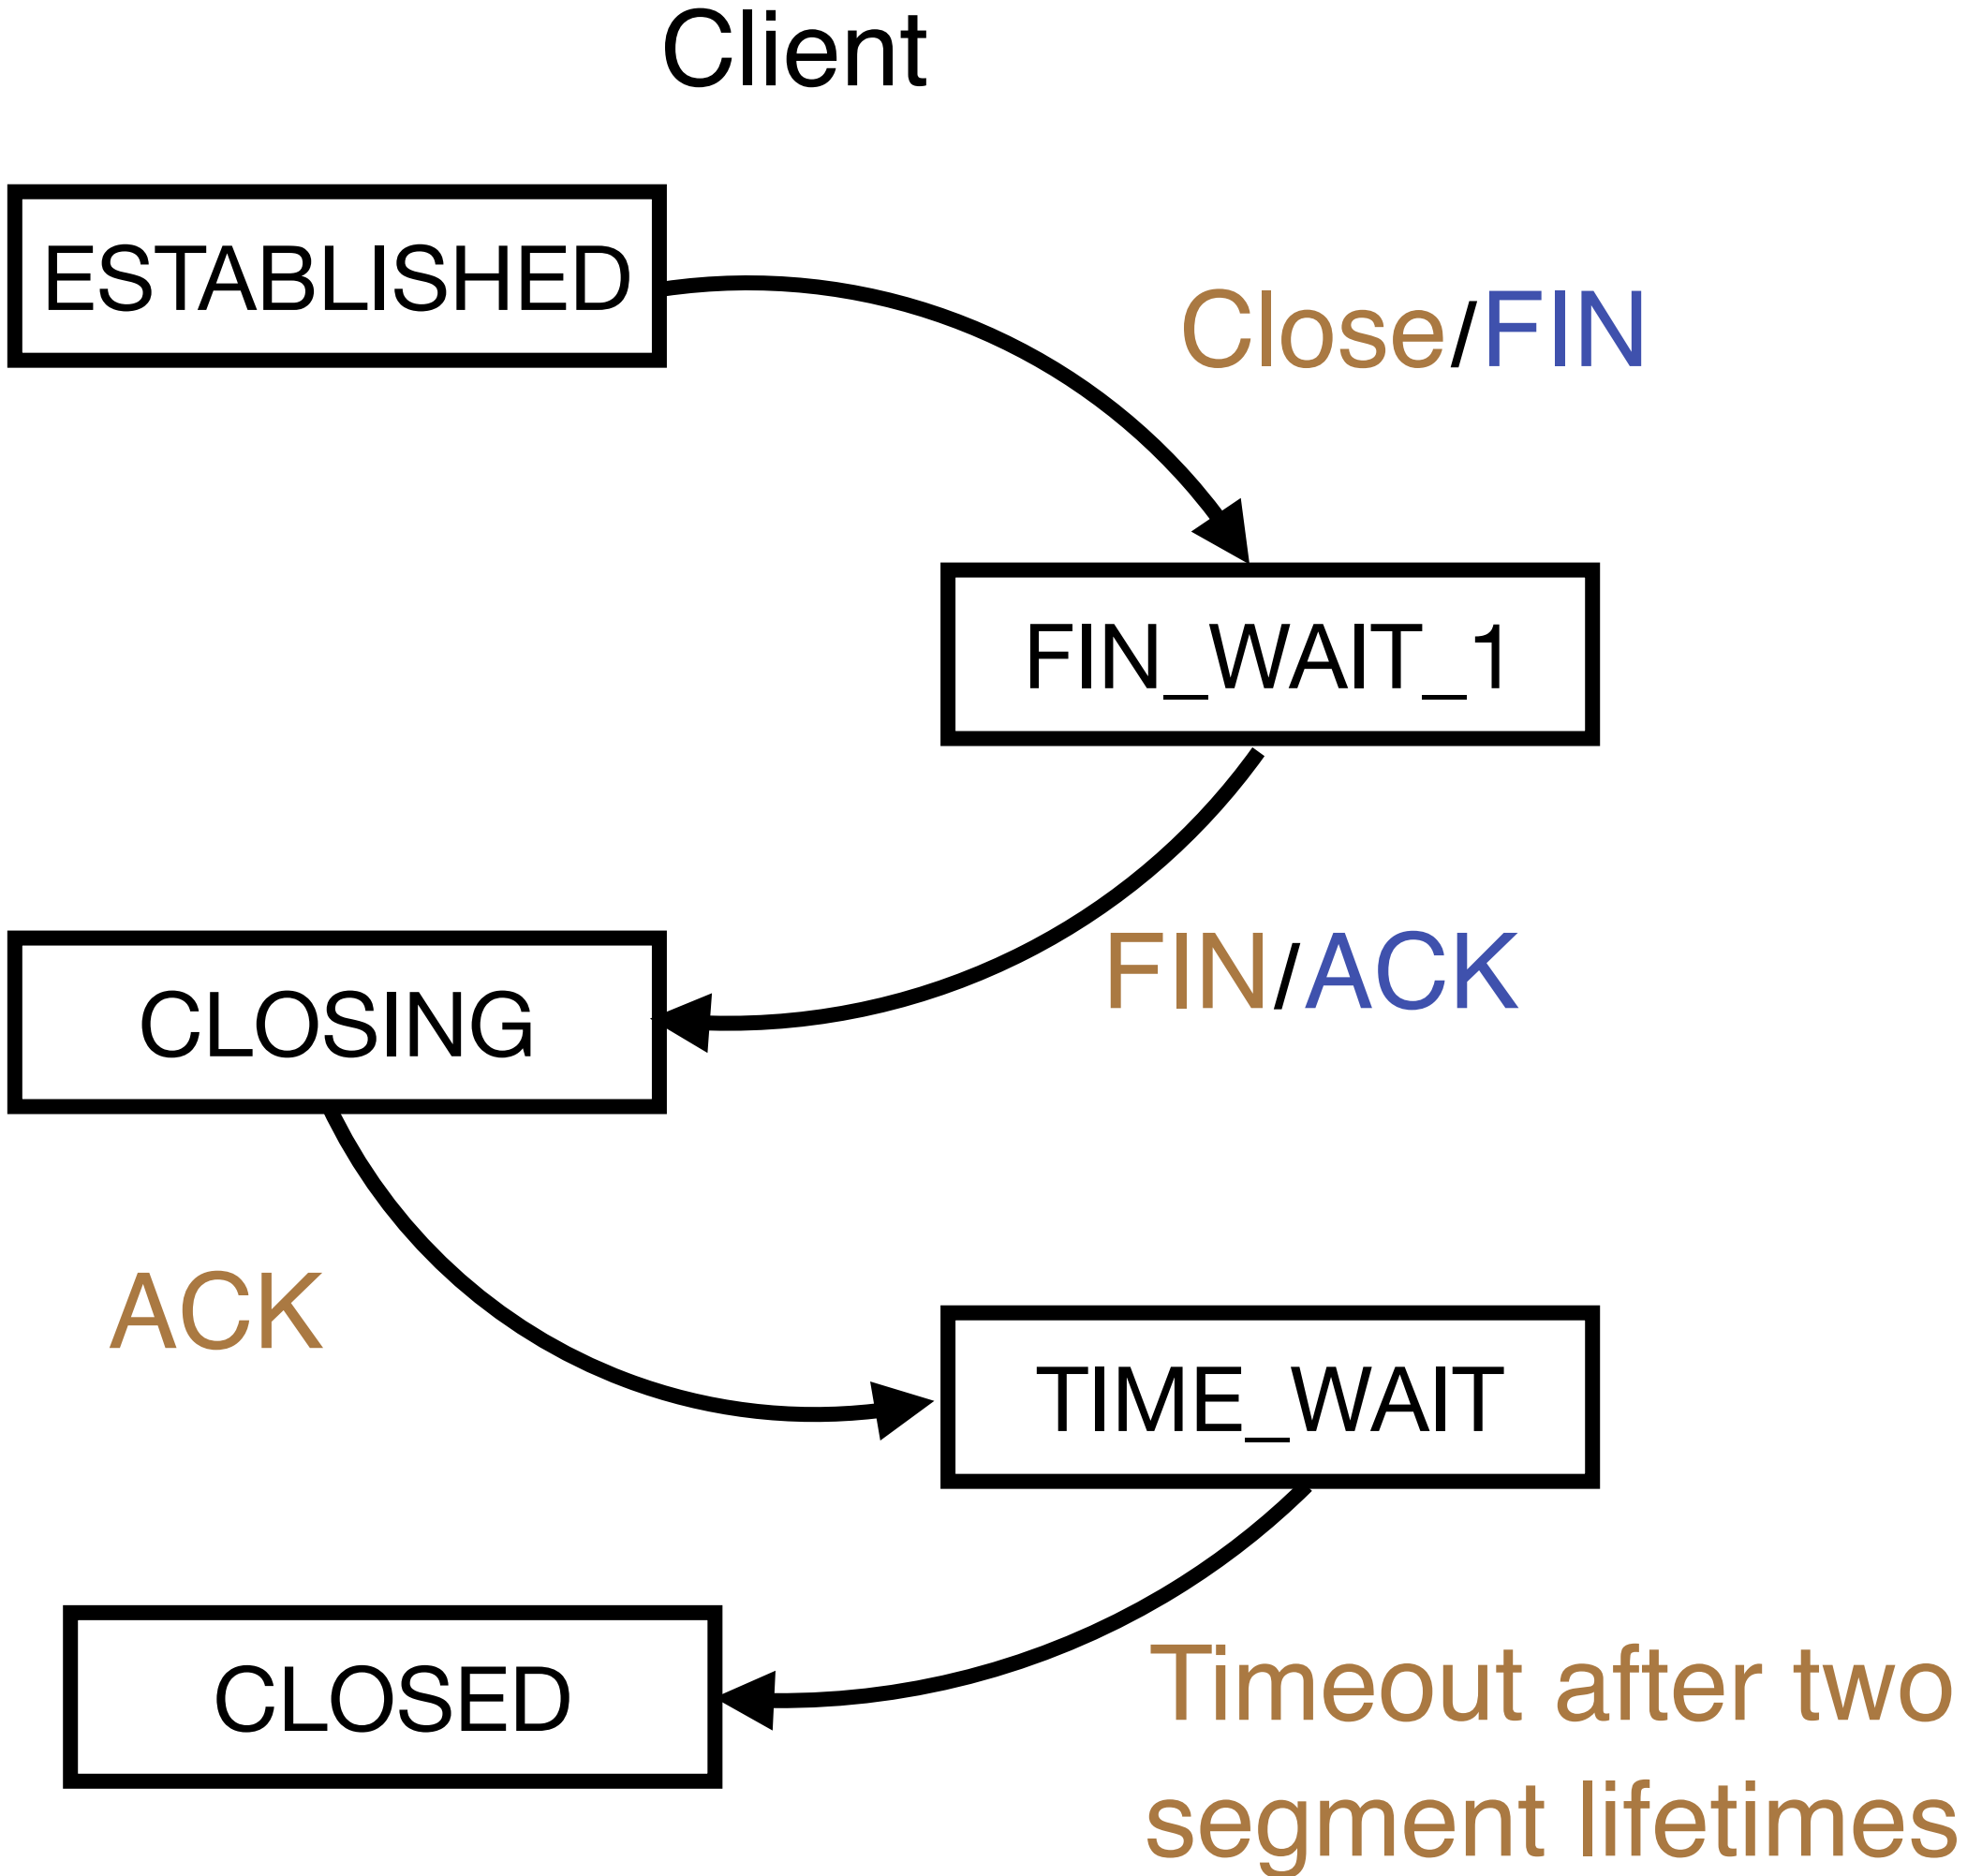 Client
ESTABLISHED
Close/FIN
FIN_WAIT_1
FIN/ACK
CLOSING
ACK
TIME_WAIT
CLOSED
Timeout after two
segment lifetimes